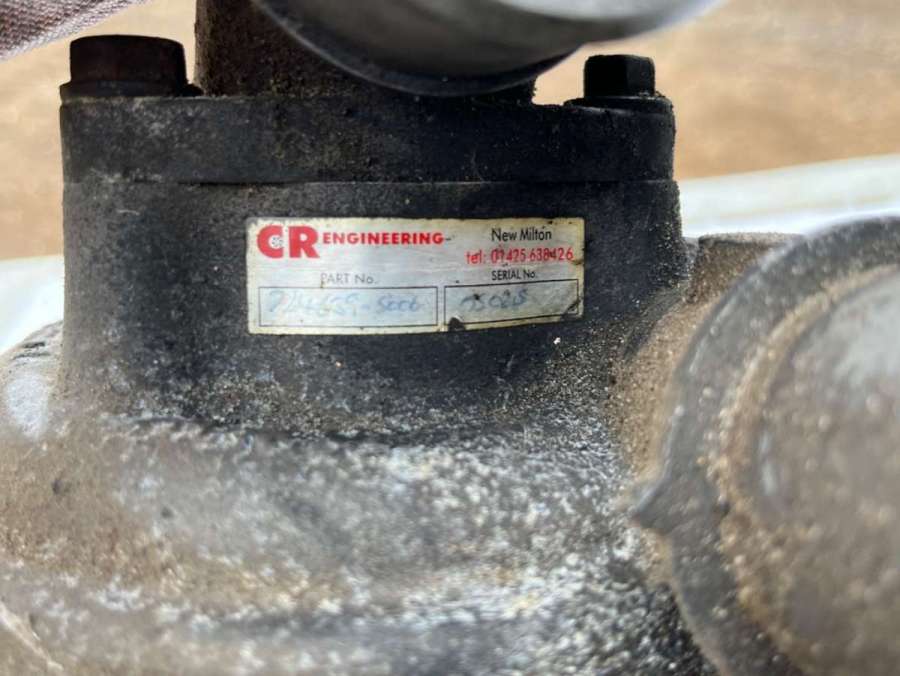 CR ENGINEERING
New Milton
tel: 01425 638426
PART No.
SERIAL No.